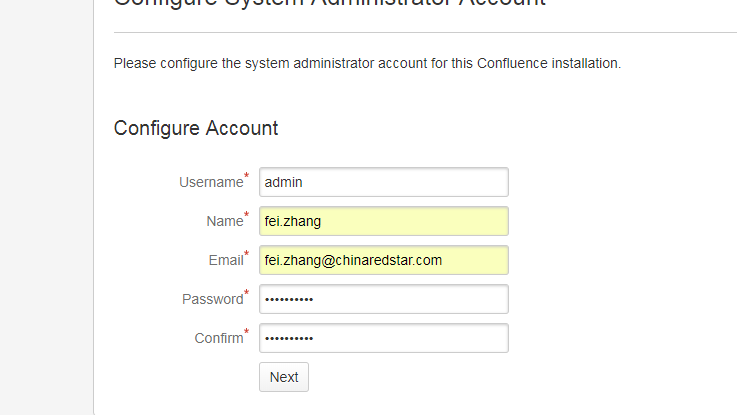 Configure System Administrator Account
Please configure the system administrator account for this Confluence installation.
Configure Account
Username* admin
Name* fei.zhang
Email* fei.zhang@chinaredstar.com
Password* ••••••••••
Confirm* ••••••••••
Next